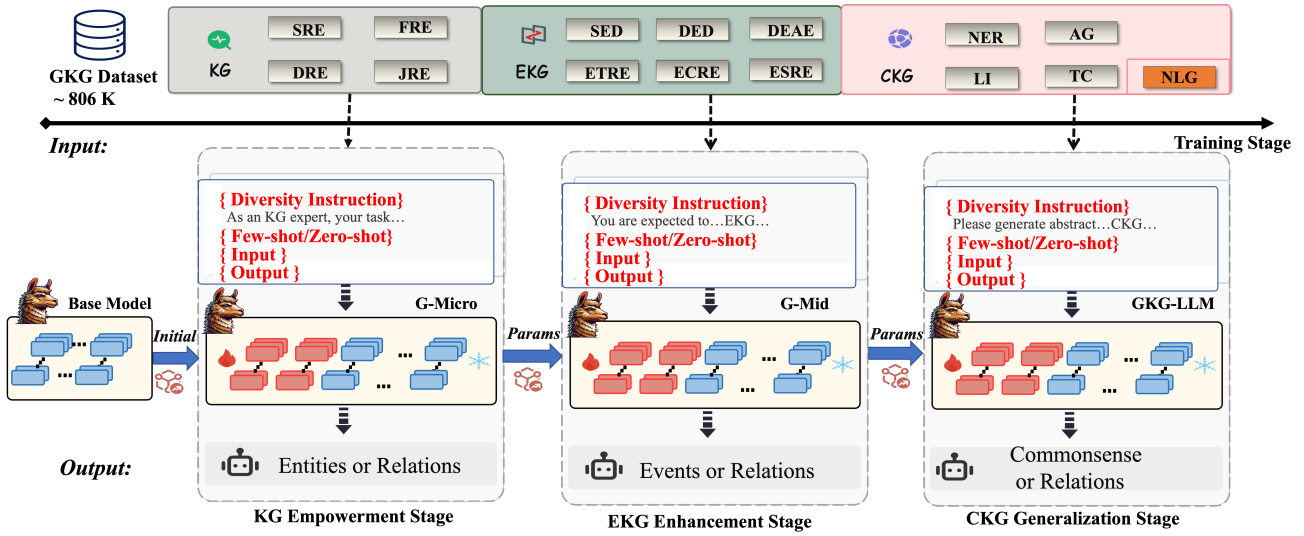 GKG Dataset
~ 806 K
KG
SRE
FRE
DRE
JRE
EKG
SED
DED
DEAE
ETRE
ECRE
ESRE
CKG
NER
AG
LI
TC
NLG
Input:
Training Stage
{ Diversity Instruction}
As an KG expert, your task…
{ Few-shot/Zero-shot}
{ Input }
{ Output }
{ Diversity Instruction}
You are expected to…EKG…
{ Few-shot/Zero-shot}
{ Input }
{ Output }
{ Diversity Instruction}
Please generate abstract…CKG…
{ Few-shot/Zero-shot}
{ Input }
{ Output }
Base Model
Initial
G-Micro
Params
G-Mid
Params
GKG-LLM
Output:
Entities or Relations
Events or Relations
Commonsense
or Relations
KG Empowerment Stage
EKG Enhancement Stage
CKG Generalization Stage